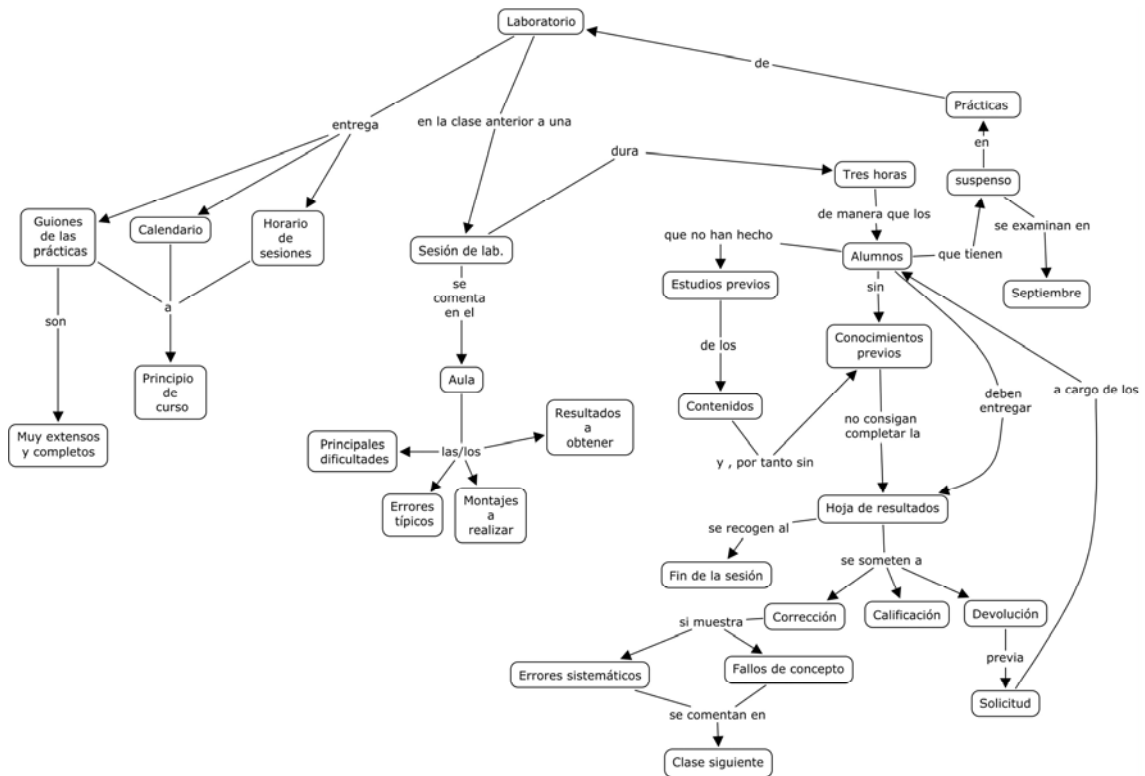 Laboratorio
de
Prácticas
entrega
en la clase anterior a una
en
dura
Tres horas
suspenso
Guiones
de las
prácticas
Calendario
Horario
de
sesiones
de manera que los
se examinan en
que no han hecho
Sesión de lab.
Alumnos
que tienen
se
comenta
en el
Estudios previos
sin
Septiembre
a
son
de los
Conocimientos
previos
Principio
de
curso
Aula
deben
entregar
a cargo de los
Contenidos
Resultados
a
obtener
no consigan
completar la
Muy extensos
y completos
Principales
dificultades
las/los
y , por tanto sin
Errores
típicos
Montajes
a
realizar
Hoja de resultados
se recogen al
Fin de la sesión
se someten a
Corrección
Calificación
Devolución
si muestra
previa
Errores sistemáticos
Fallos de concepto
Solicitud
se comentan en
Clase siguiente